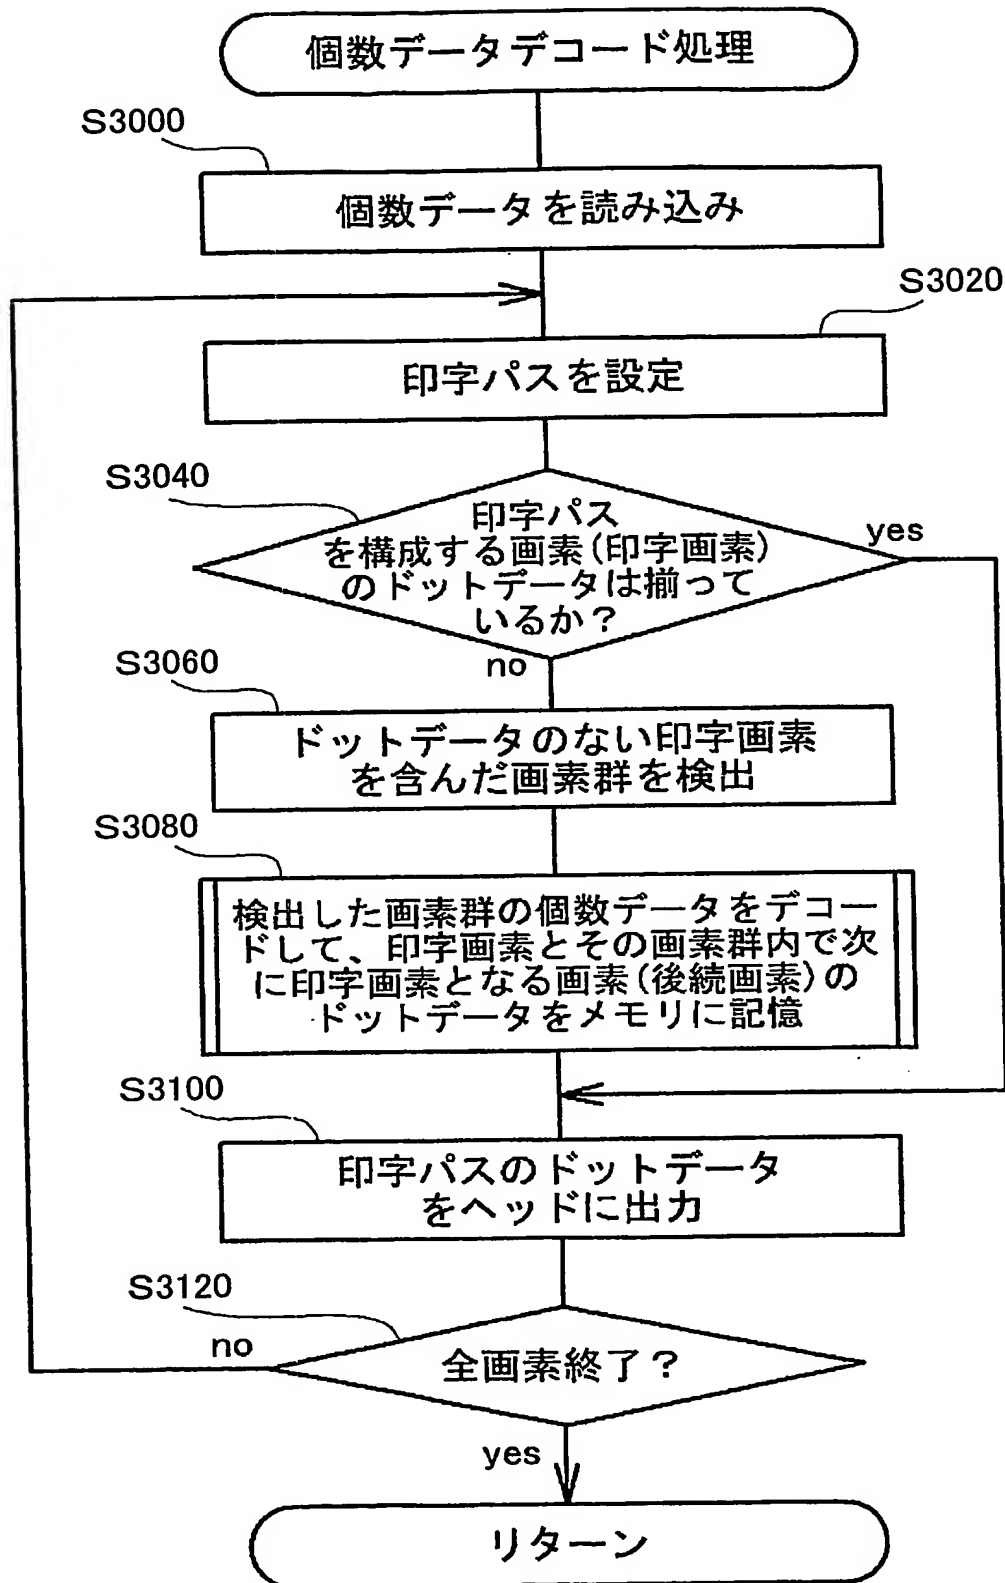 個数データデコード処理
S3000
個数データを読み込み
S3020
印字パスを設定
S3040
印字パス
を構成する画素(印字画素)
のドットデータは揃って
いるか?
yes
no
S3060
ドットデータのない印字画素
を含んだ画素群を検出
S3080
検出した画素群の個数データをデコー
ドして、印字画素とその画素群内で次
に印字画素となる画素(後続画素)の
ドットデータをメモリに記憶
S3100
印字パスのドットデータ
をヘッドに出力
S3120
no
全画素終了?
yes
リターン